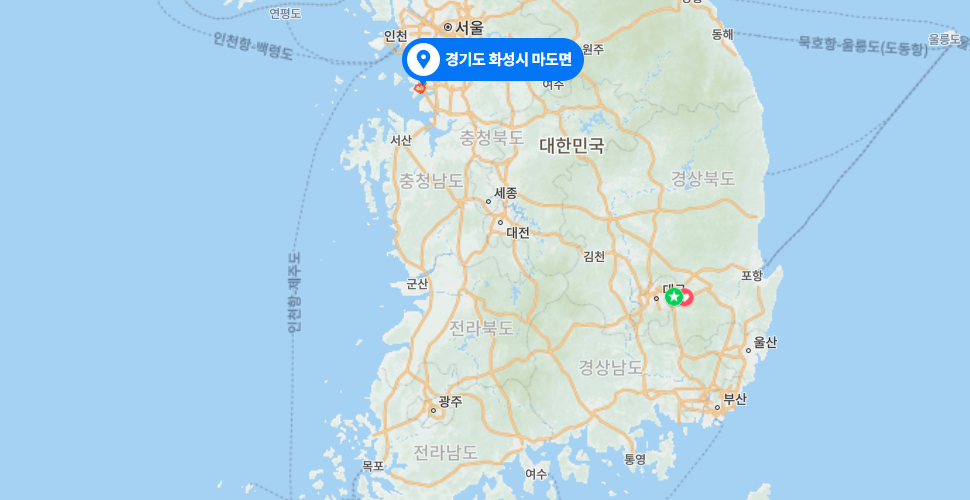 강릉
연평도
서울
인천
동해
인천항-백령도
원주
묵호항-울릉도(도동항)
울릉도
경기도 화성시 마도면
여주
서산
충청북도
대한민국
충청남도
경상북도
세종
대전
김천
인천항-제주도
포항
군산
대구
전라북도
울산
경상남도
부산
광주
전라남도
통영
목포
여수